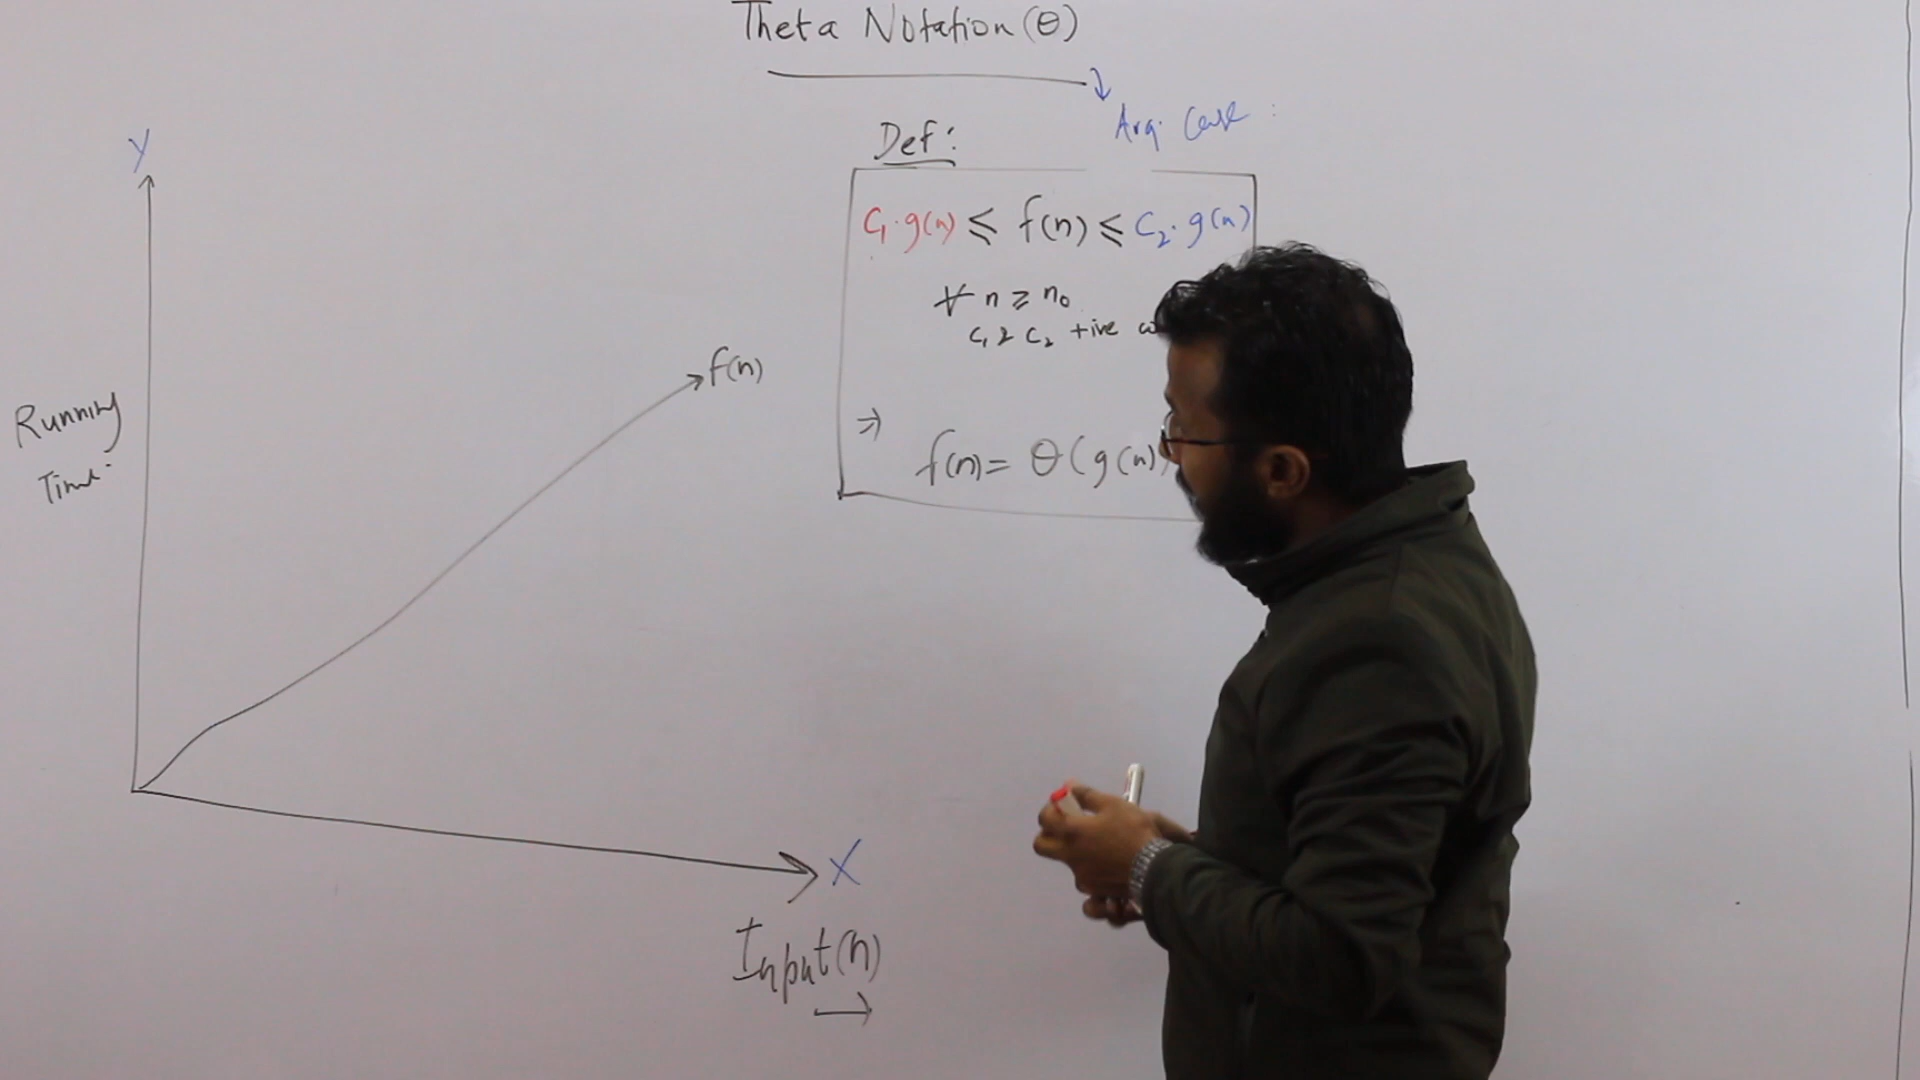 Theta Notation (θ)
Avg. Case :
Def:
C₁·g(n) ⩽ f(n) ⩽ C₂·g(n)
∀ n ⩾ n₀
C₁ & C₂ +ive
⇒
f(n) = θ(g(n)
Y
Running
Time
f(n)
X
Input(n)
→